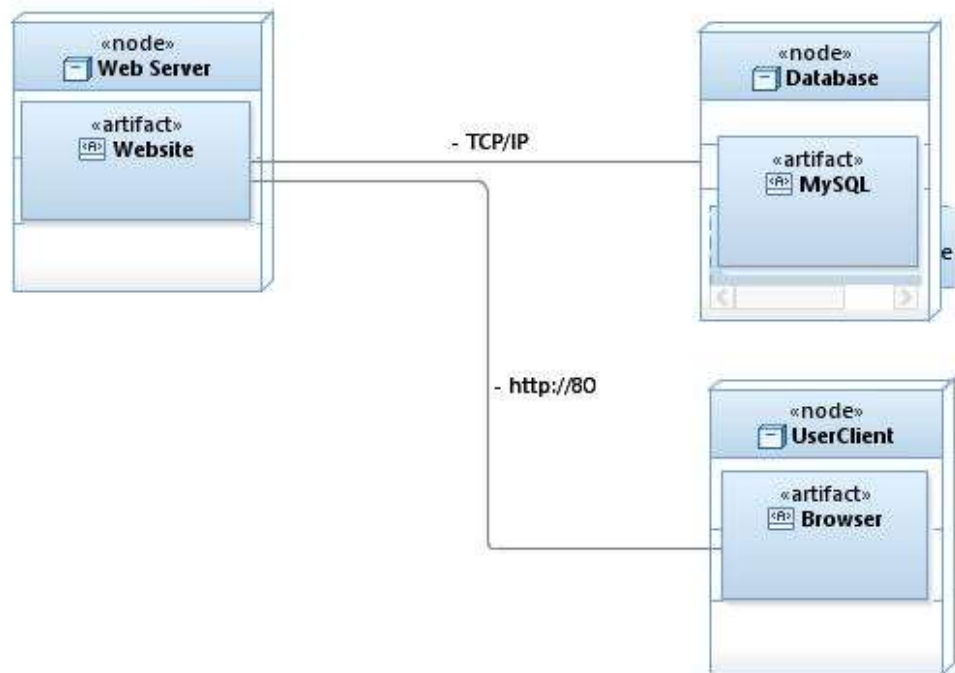 «node»
Web Server
«artifact»
<A> Website
- TCP/IP
«node»
Database
«artifact»
<A> MySQL
e
- http://80
«node»
UserClient
«artifact»
<A> Browser